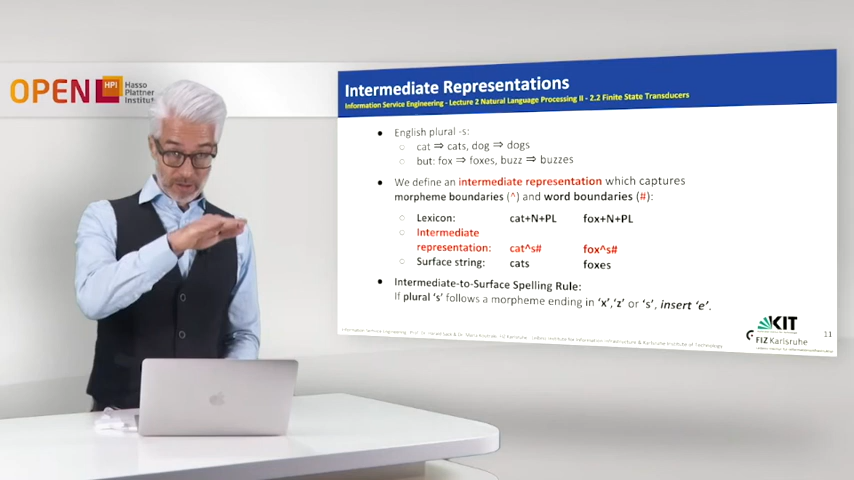 OPEN HPI Hasso
Plattner
Institut
Intermediate Representations
Information Service Engineering - Lecture 2 Natural Language Processing II - 2.2 Finite State Transducers
● English plural -s:
○ cat ⇒ cats, dog ⇒ dogs
○ but: fox ⇒ foxes, buzz ⇒ buzzes
● We define an intermediate representation which captures
morpheme boundaries (^) and word boundaries (#):
○ Lexicon: cat+N+PL fox+N+PL
○ Intermediate
representation: cat^s# fox^s#
○ Surface string: cats foxes
● Intermediate-to-Surface Spelling Rule:
If plural ‘s’ follows a morpheme ending in ‘x’,‘z’ or ‘s’, insert ‘e’.
KIT
FIZ Karlsruhe
11